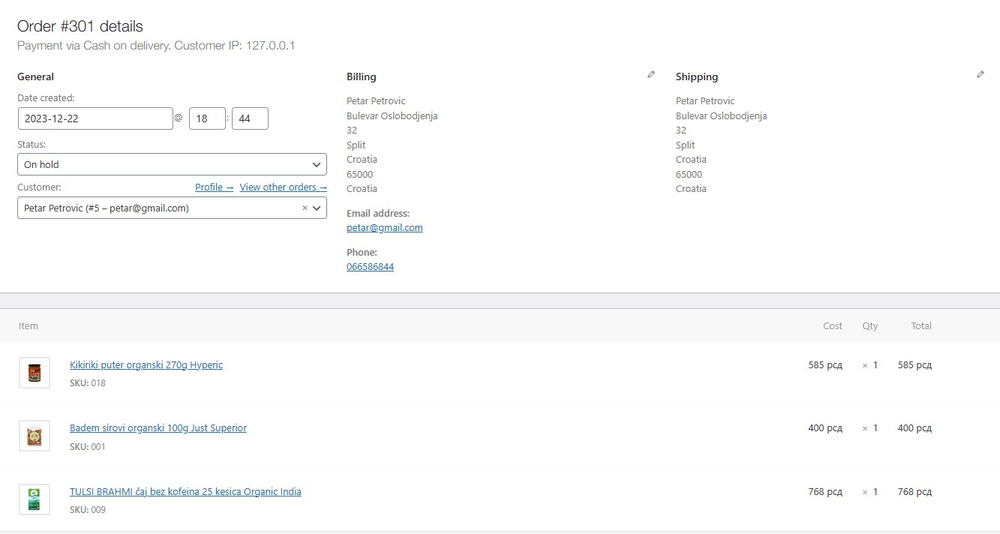 Order #301 details
Payment via Cash on delivery. Customer IP: 127.0.0.1
General
Date created:
2023-12-22 @ 18 : 44
Status:
On hold
Customer: Profile → View other orders →
Petar Petrovic (#5 – petar@gmail.com) ×
Billing
Petar Petrovic
Bulevar Oslobodjenja
32
Split
Croatia
65000
Croatia
Email address:
petar@gmail.com
Phone:
066586844
Shipping
Petar Petrovic
Bulevar Oslobodjenja
32
Split
Croatia
65000
Croatia
Item Cost Qty Total
Kikiriki puter organski 270g Hyperic 585 рсд × 1 585 рсд
SKU: 018
Badem sirovi organski 100g Just Superior 400 рсд × 1 400 рсд
SKU: 001
TULSI BRAHMI čaj bez kofeina 25 kesica Organic India 768 рсд × 1 768 рсд
SKU: 009